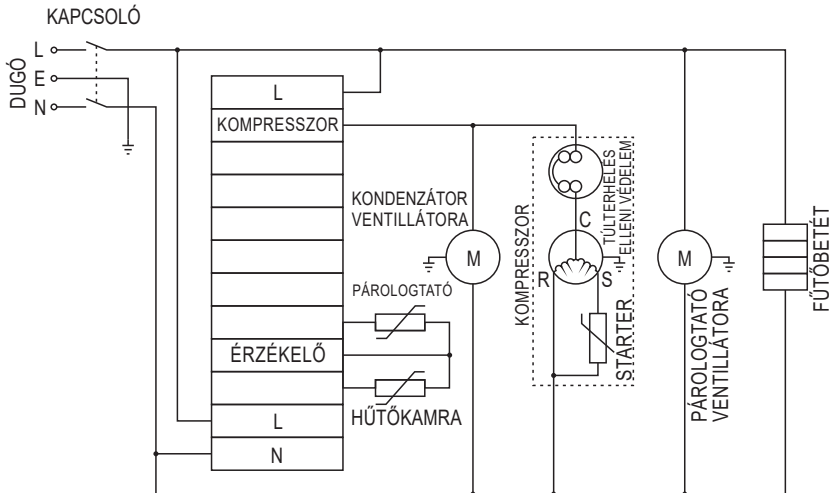 KAPCSOLÓ
DUGÓ
L
E
N
L
KOMPRESSZOR
ÉRZÉKELŐ
L
N
KONDENZÁTOR
VENTILLÁTORA
M
PÁROLOGTATÓ
HŰTŐKAMRA
KOMPRESSZOR
TÚLTERHELÉS
ELLENI VÉDELEM
C
R
S
STARTER
M
PÁROLOGTATÓ
VENTILLÁTORA
FŰTŐBETÉT